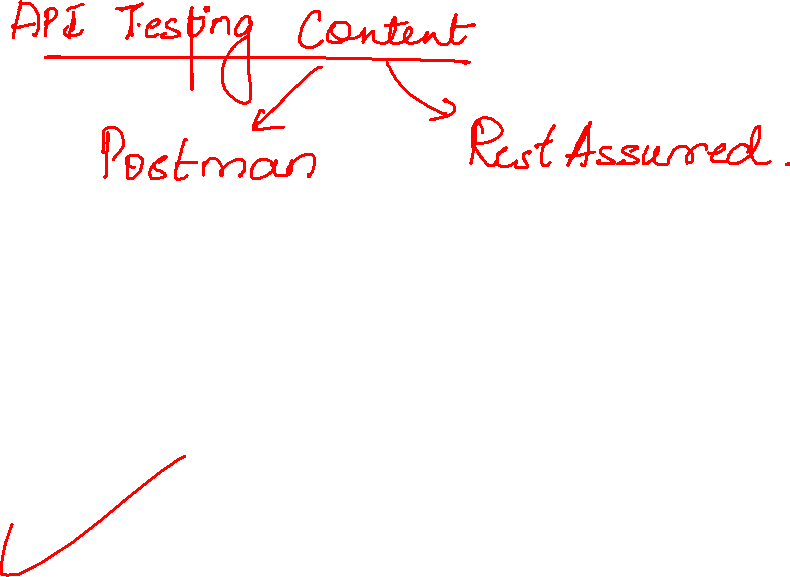 API Testing Content
Postman
Rest Assured.